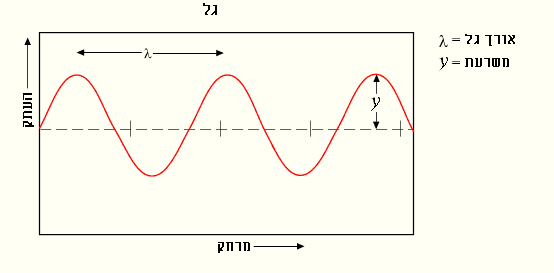 גל
λ = אורך גל
y = משרעת
λ
y
העתק
מרחק